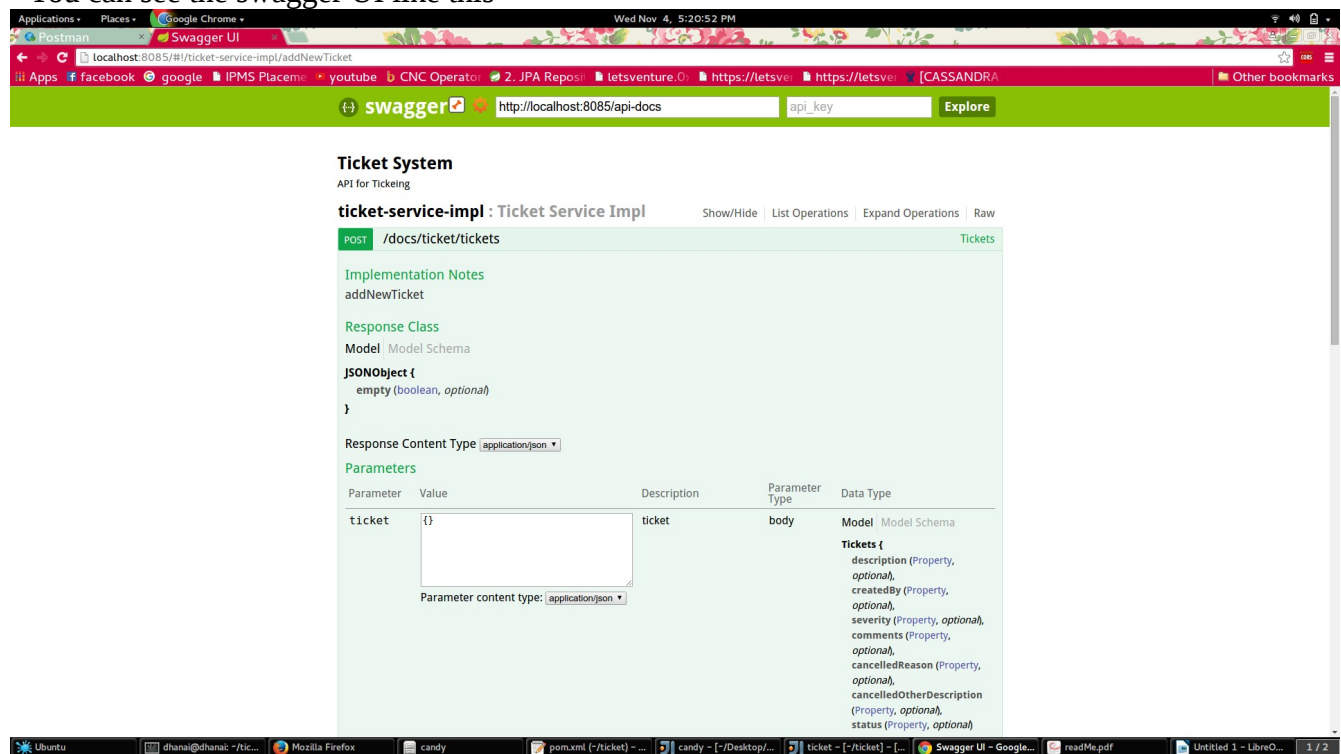 You can see the swagger UI like this
Applications Places Google Chrome Wed Nov 4, 5:20:52 PM
Postman Swagger UI
localhost:8085/#!/ticket-service-impl/addNewTicket
Apps facebook google IPMS Placeme youtube CNC Operator 2. JPA Reposit letsventure.0 https://letsver https://letsver [CASSANDRA Other bookmarks
swagger http://localhost:8085/api-docs api_key Explore
Ticket System
API for Tickeing
ticket-service-impl : Ticket Service Impl Show/Hide List Operations Expand Operations Raw
POST /docs/ticket/tickets Tickets
Implementation Notes
addNewTicket
Response Class
Model Model Schema
JSONObject {
empty (boolean, optional)
}
Response Content Type application/json
Parameters
Parameter Value Description Parameter Type Data Type
ticket {} ticket body Model Model Schema
Tickets {
description (Property,
optional),
createdBy (Property,
optional),
severity (Property, optional),
comments (Property,
optional),
Parameter content type: application/json
cancelledReason (Property,
optional),
cancelledOtherDescription
(Property, optional),
status (Property, optional)
Ubuntu dhanai@dhanai: ~/tic... Mozilla Firefox candy pom.xml (~/ticket) – ... candy – [~/Desktop/... ticket – [~/ticket] – [... Swagger UI – Google... readMe.pdf Untitled 1 – LibreO... 1 / 2